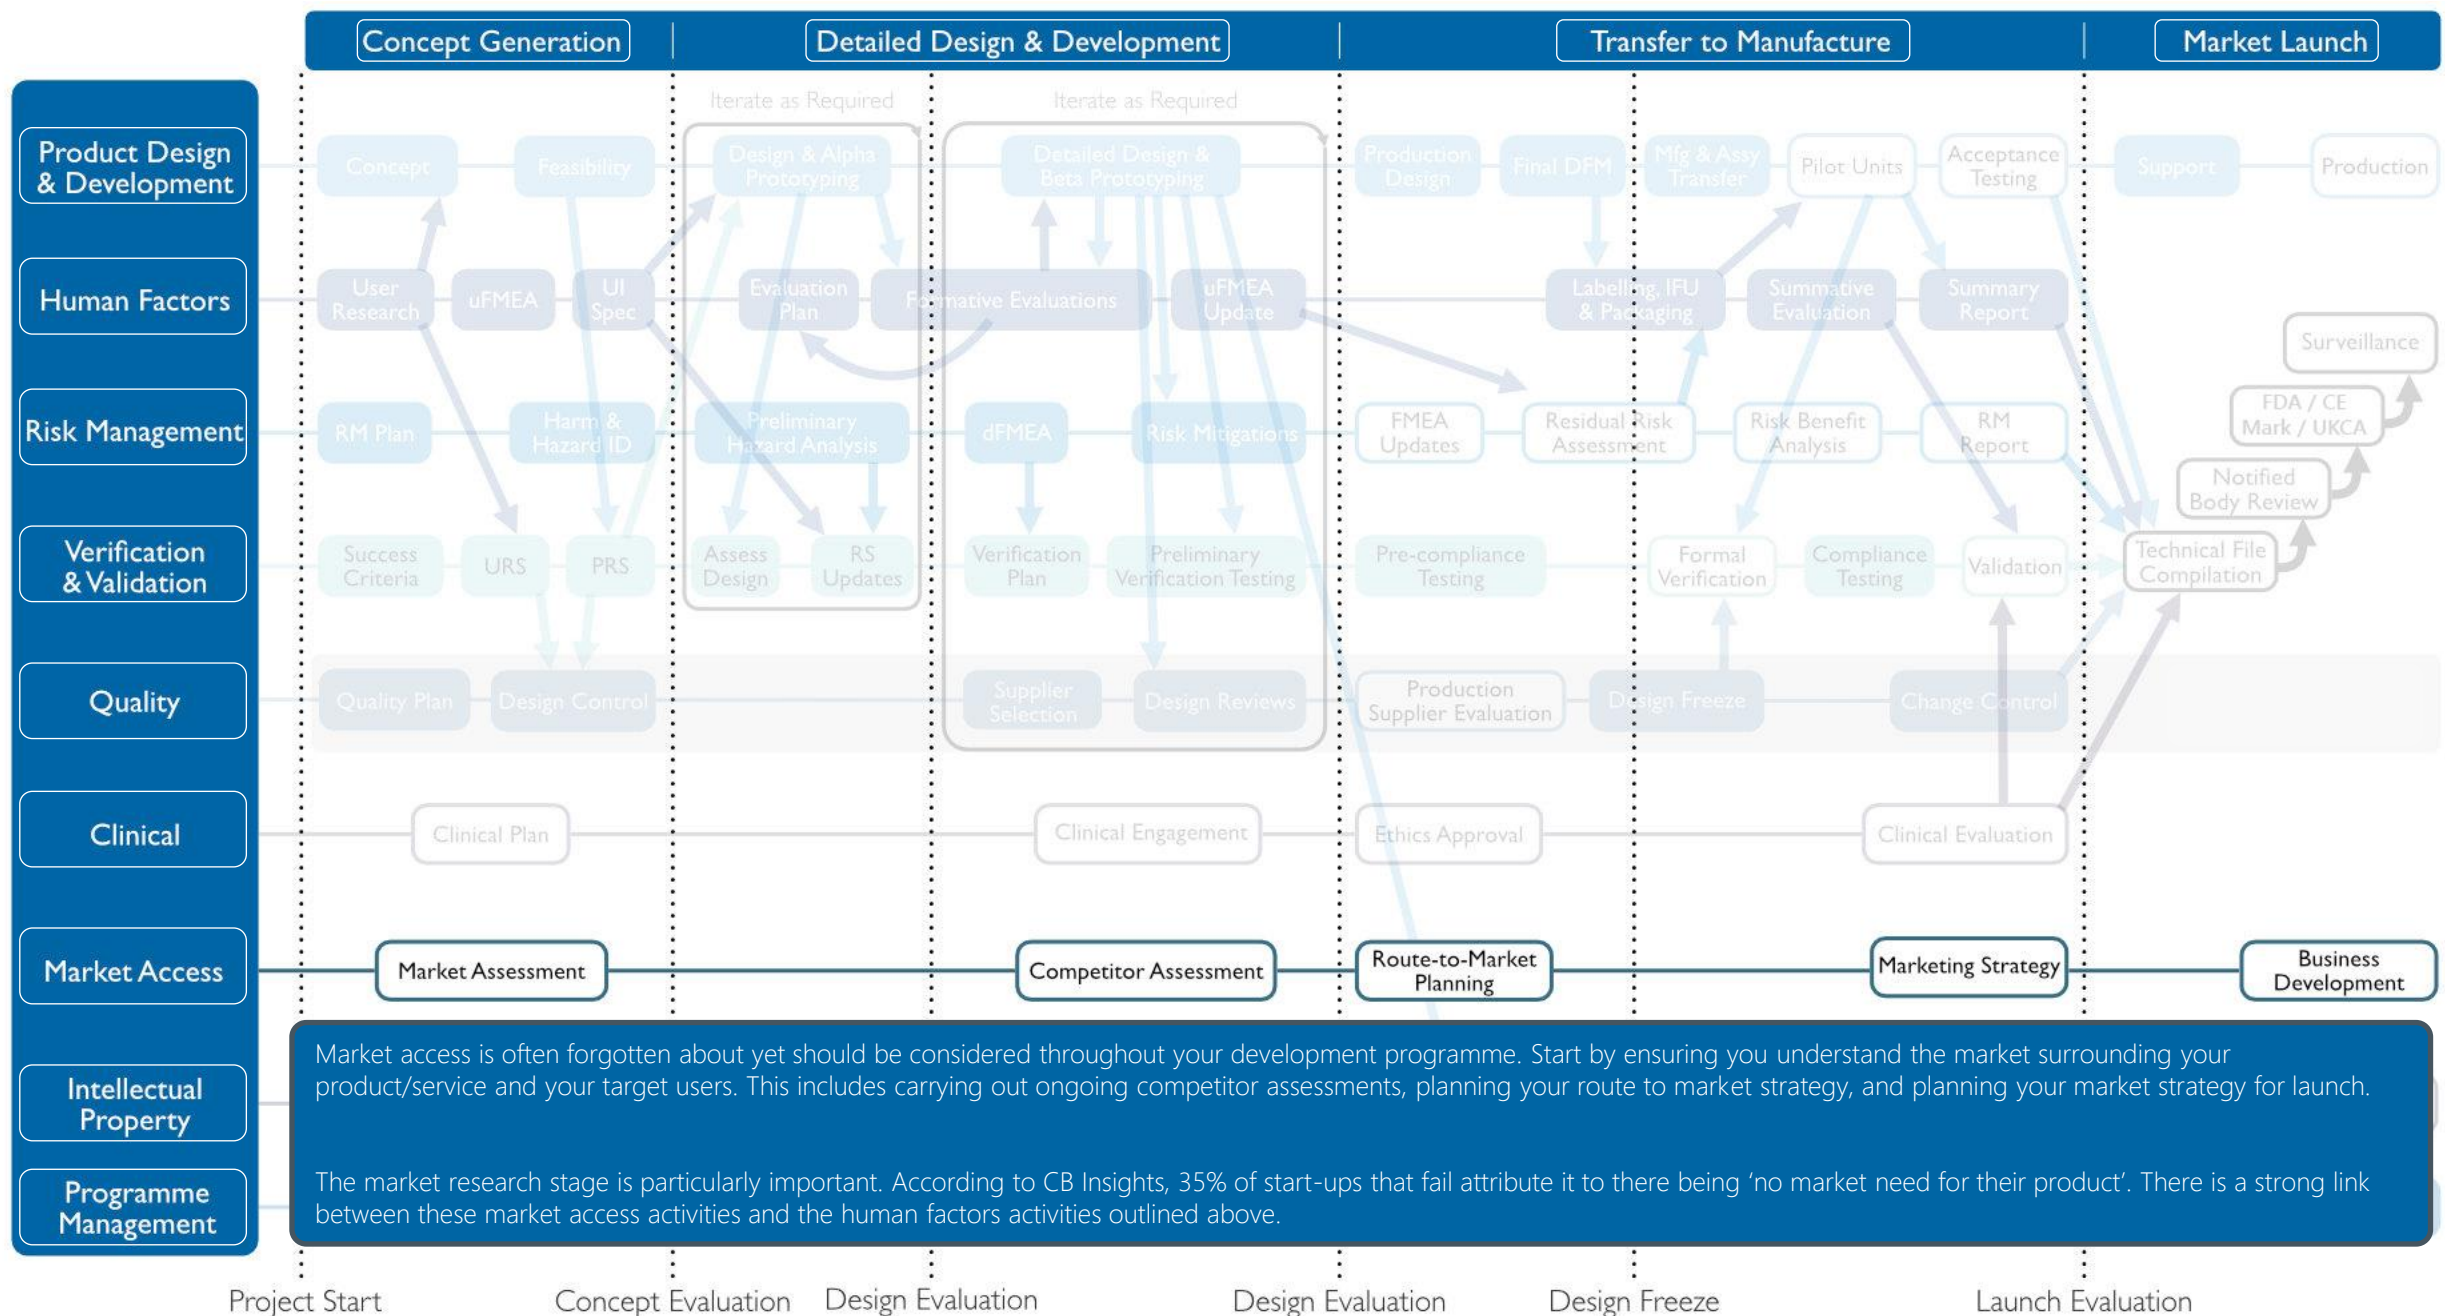 Concept Generation
Detailed Design & Development
Transfer to Manufacture
Market Launch
Iterate as Required
Iterate as Required
Product Design
& Development
Concept
Feasibility
Design & Alpha
Prototyping
Detailed Design &
Beta Prototyping
Production
Design
Final DFM
Mfg & Assy
Transfer
Pilot Units
Acceptance
Testing
Support
Production
Human Factors
User
Research
uFMEA
UI
Spec
Evaluation
Plan
Formative Evaluations
uFMEA
Update
Labelling, IFU
& Packaging
Summative
Evaluation
Summary
Report
Surveillance
Risk Management
RM Plan
Harm &
Hazard ID
Preliminary
Hazard Analysis
dFMEA
Risk Mitigations
FMEA
Updates
Residual Risk
Assessment
Risk Benefit
Analysis
RM
Report
FDA / CE
Mark / UKCA
Notified
Body Review
Verification
& Validation
Success
Criteria
URS
PRS
Assess
Design
RS
Updates
Verification
Plan
Preliminary
Verification Testing
Pre-compliance
Testing
Formal
Verification
Compliance
Testing
Validation
Technical File
Compilation
Quality
Quality Plan
Design Control
Supplier
Selection
Design Reviews
Production
Supplier Evaluation
Design Freeze
Change Control
Clinical
Clinical Plan
Clinical Engagement
Ethics Approval
Clinical Evaluation
Market Access
Market Assessment
Competitor Assessment
Route-to-Market
Planning
Marketing Strategy
Business
Development
Intellectual
Property
Market access is often forgotten about yet should be considered throughout your development programme. Start by ensuring you understand the market surrounding your
product/service and your target users. This includes carrying out ongoing competitor assessments, planning your route to market strategy, and planning your market strategy for launch.
Programme
Management
The market research stage is particularly important. According to CB Insights, 35% of start-ups that fail attribute it to there being ‘no market need for their product’. There is a strong link
between these market access activities and the human factors activities outlined above.
Project Start
Concept Evaluation
Design Evaluation
Design Evaluation
Design Freeze
Launch Evaluation